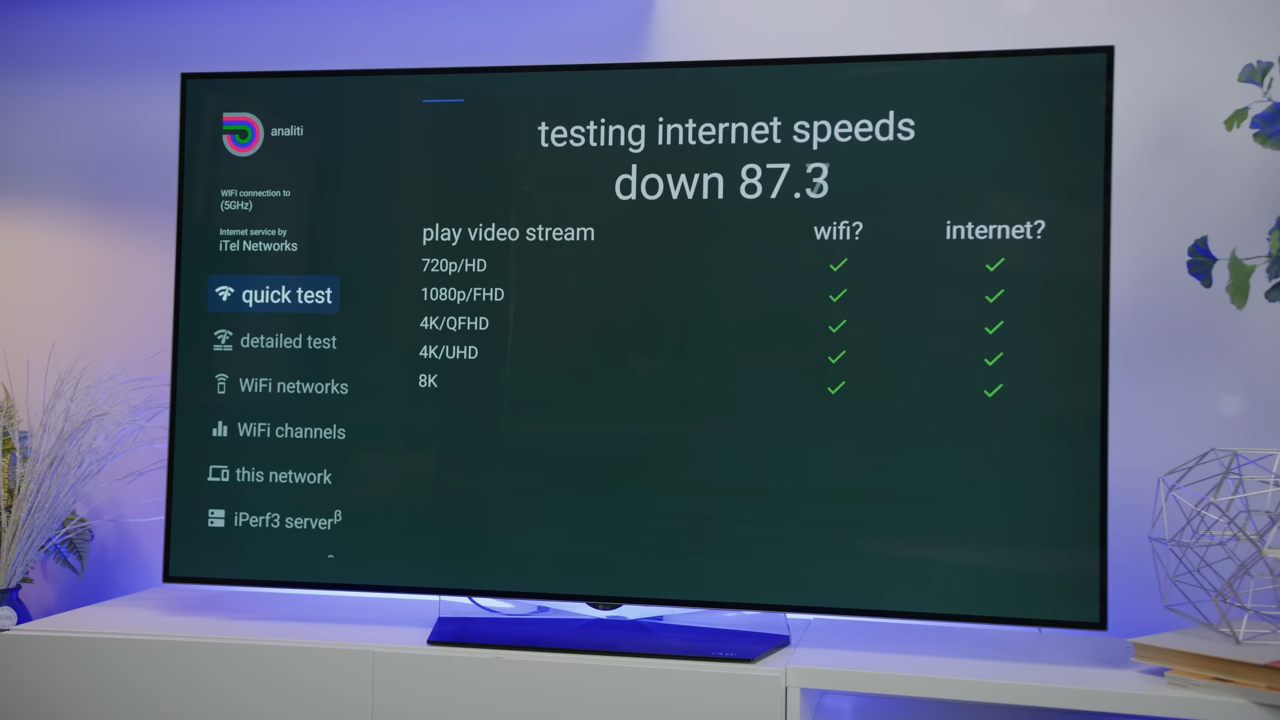 analiti
WIFI connection to
(5GHz)
Internet service by
iTel Networks
quick test
detailed test
WiFi networks
WiFi channels
this network
iPerf3 serverβ
testing internet speeds
down 87.3
play video stream wifi? internet?
720p/HD
1080p/FHD
4K/QFHD
4K/UHD
8K
LG